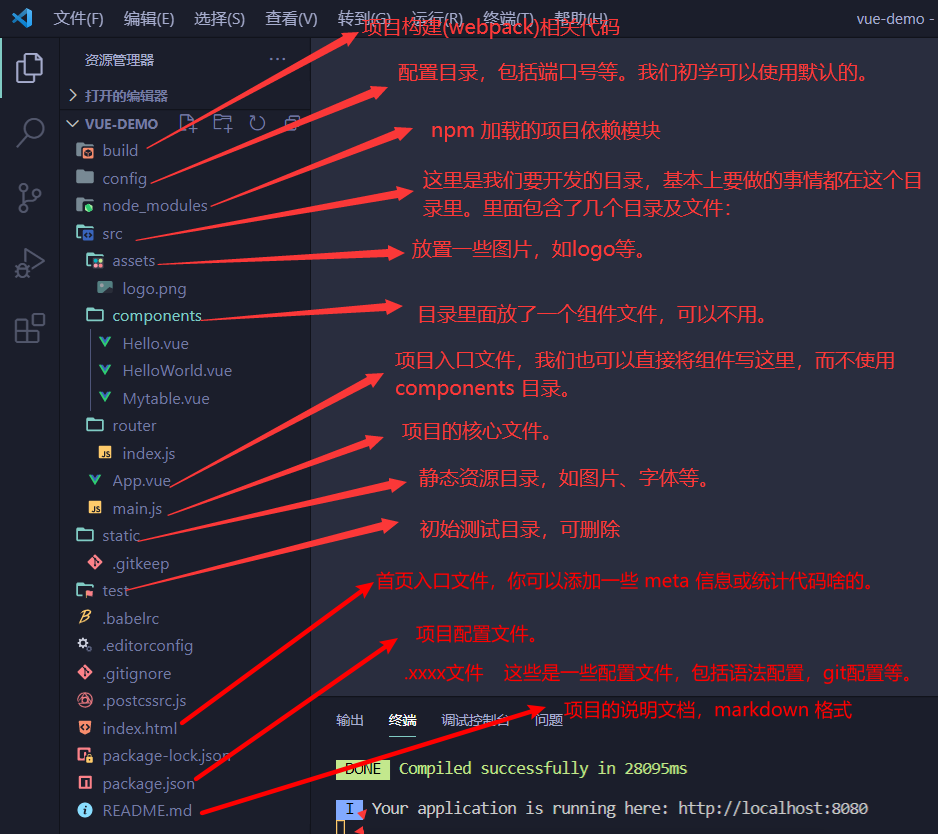 文件(F) 编辑(E) 选择(S) 查看(V) 转到(G) 运行(R) 终端(T) 帮助(H) vue-demo -
项目构建(webpack)相关代码
资源管理器 ···
配置目录，包括端口号等。我们初学可以使用默认的。
打开的编辑器
VUE-DEMO
npm 加载的项目依赖模块
build
config
这里是我们要开发的目录，基本上要做的事情都在这个目
录里。里面包含了几个目录及文件：
node_modules
src
放置一些图片，如logo等。
assets
logo.png
components
目录里面放了一个组件文件，可以不用。
Hello.vue
项目入口文件，我们也可以直接将组件写这里，而不使用
components 目录。
HelloWorld.vue
Mytable.vue
router
项目的核心文件。
index.js
App.vue
静态资源目录，如图片、字体等。
main.js
static
初始测试目录，可删除
.gitkeep
test
首页入口文件，你可以添加一些 meta 信息或统计代码啥的。
.babelrc
项目配置文件。
.editorconfig
.gitignore
.xxxx文件 这些是一些配置文件，包括语法配置，git配置等。
.postcssrc.js
项目的说明文档，markdown 格式
index.html
输出 终端 调试控制台 问题
package-lock.json
DONE Compiled successfully in 28095ms
package.json
README.md
I Your application is running here: http://localhost:8080